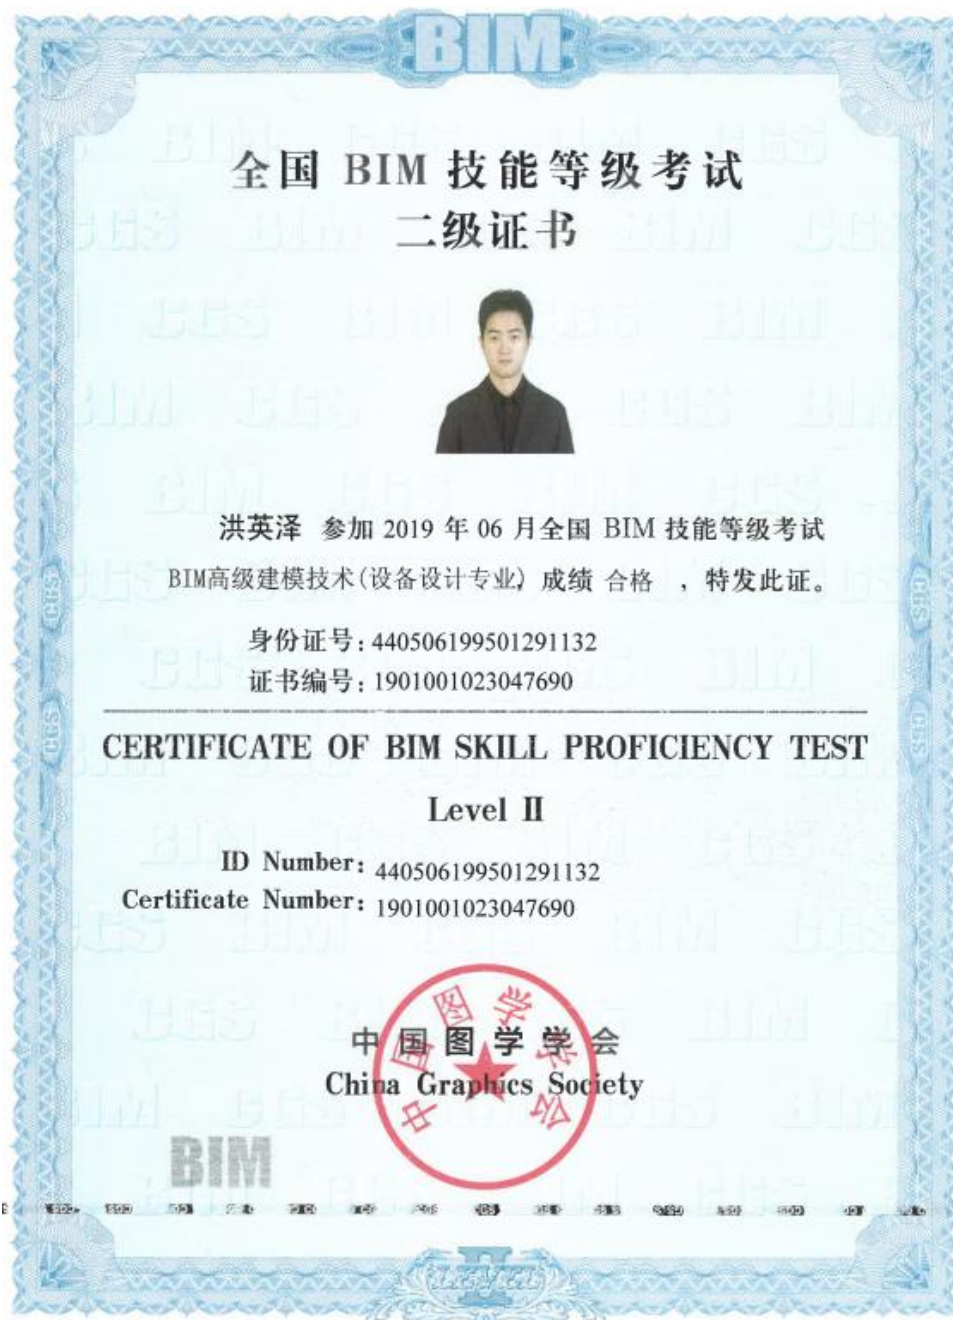 BIM
全国 BIM 技能等级考试
二级证书
洪英泽 参加 2019 年 06 月全国 BIM 技能等级考试
BIM高级建模技术(设备设计专业) 成绩 合格 ，特发此证。
身份证号:440506199501291132
证书编号:1901001023047690
CERTIFICATE OF BIM SKILL PROFICIENCY TEST
Level II
ID Number: 440506199501291132
Certificate Number: 1901001023047690
中国图学学会
China Graphics Society
中国图学学会
BIM
CGS
CGS
CGS
CGS
II